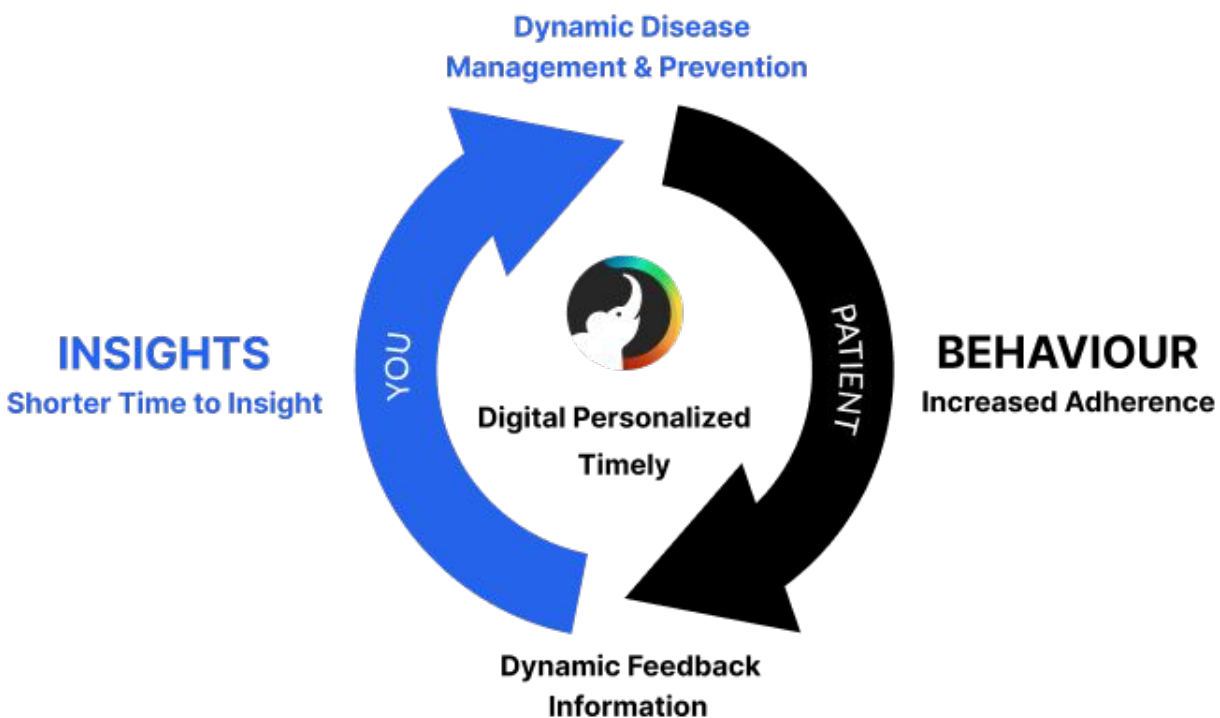 Dynamic Disease
Management & Prevention
YOU
PATIENT
INSIGHTS
Shorter Time to Insight
BEHAVIOUR
Increased Adherence
Digital Personalized
Timely
Dynamic Feedback
Information